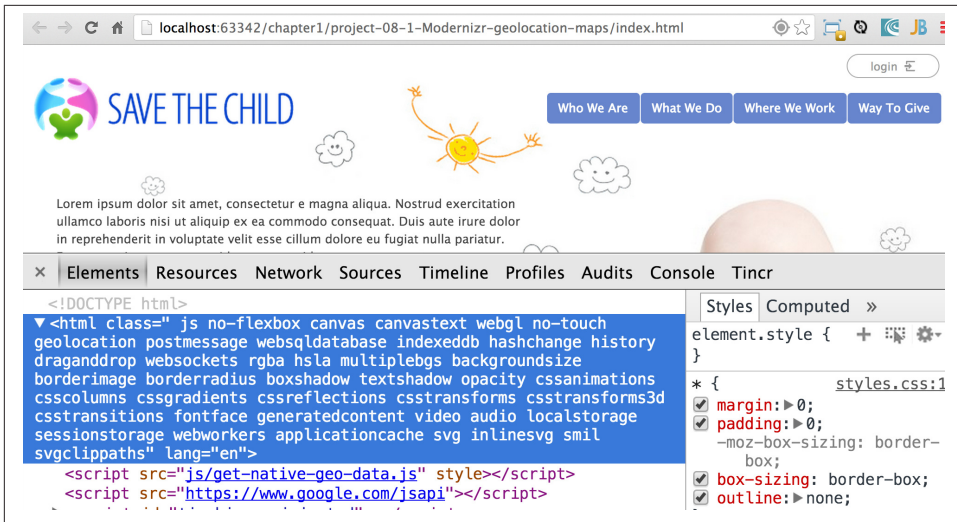 localhost:63342/chapter1/project-08-1-Modernizr-geolocation-maps/index.html
JB
login
SAVE THE CHILD
Who We Are
What We Do
Where We Work
Way To Give
Lorem ipsum dolor sit amet, consectetur e magna aliqua. Nostrud exercitation
ullamco laboris nisi ut aliquip ex ea commodo consequat. Duis aute irure dolor
in reprehenderit in voluptate velit esse cillum dolore eu fugiat nulla pariatur.
× Elements Resources Network Sources Timeline Profiles Audits Console Tincr
<!DOCTYPE html>
▼<html class=" js no-flexbox canvas canvastext webgl no-touch
geolocation postmessage websqldatabase indexeddb hashchange history
draganddrop websockets rgba hsla multiplebgs backgroundsize
borderimage borderradius boxshadow textshadow opacity cssanimations
csscolumns cssgradients cssreflections csstransforms csstransforms3d
csstransitions fontface generatedcontent video audio localstorage
sessionstorage webworkers applicationcache svg inlinesvg smil
svgclippaths" lang="en">
<script src="js/get-native-geo-data.js" style></script>
<script src="https://www.google.com/jsapi"></script>
Styles Computed »
element.style {
}
* { styles.css:1
margin:▶0;
padding:▶0;
-moz-box-sizing: border-
box;
box-sizing: border-box;
outline:▶none;